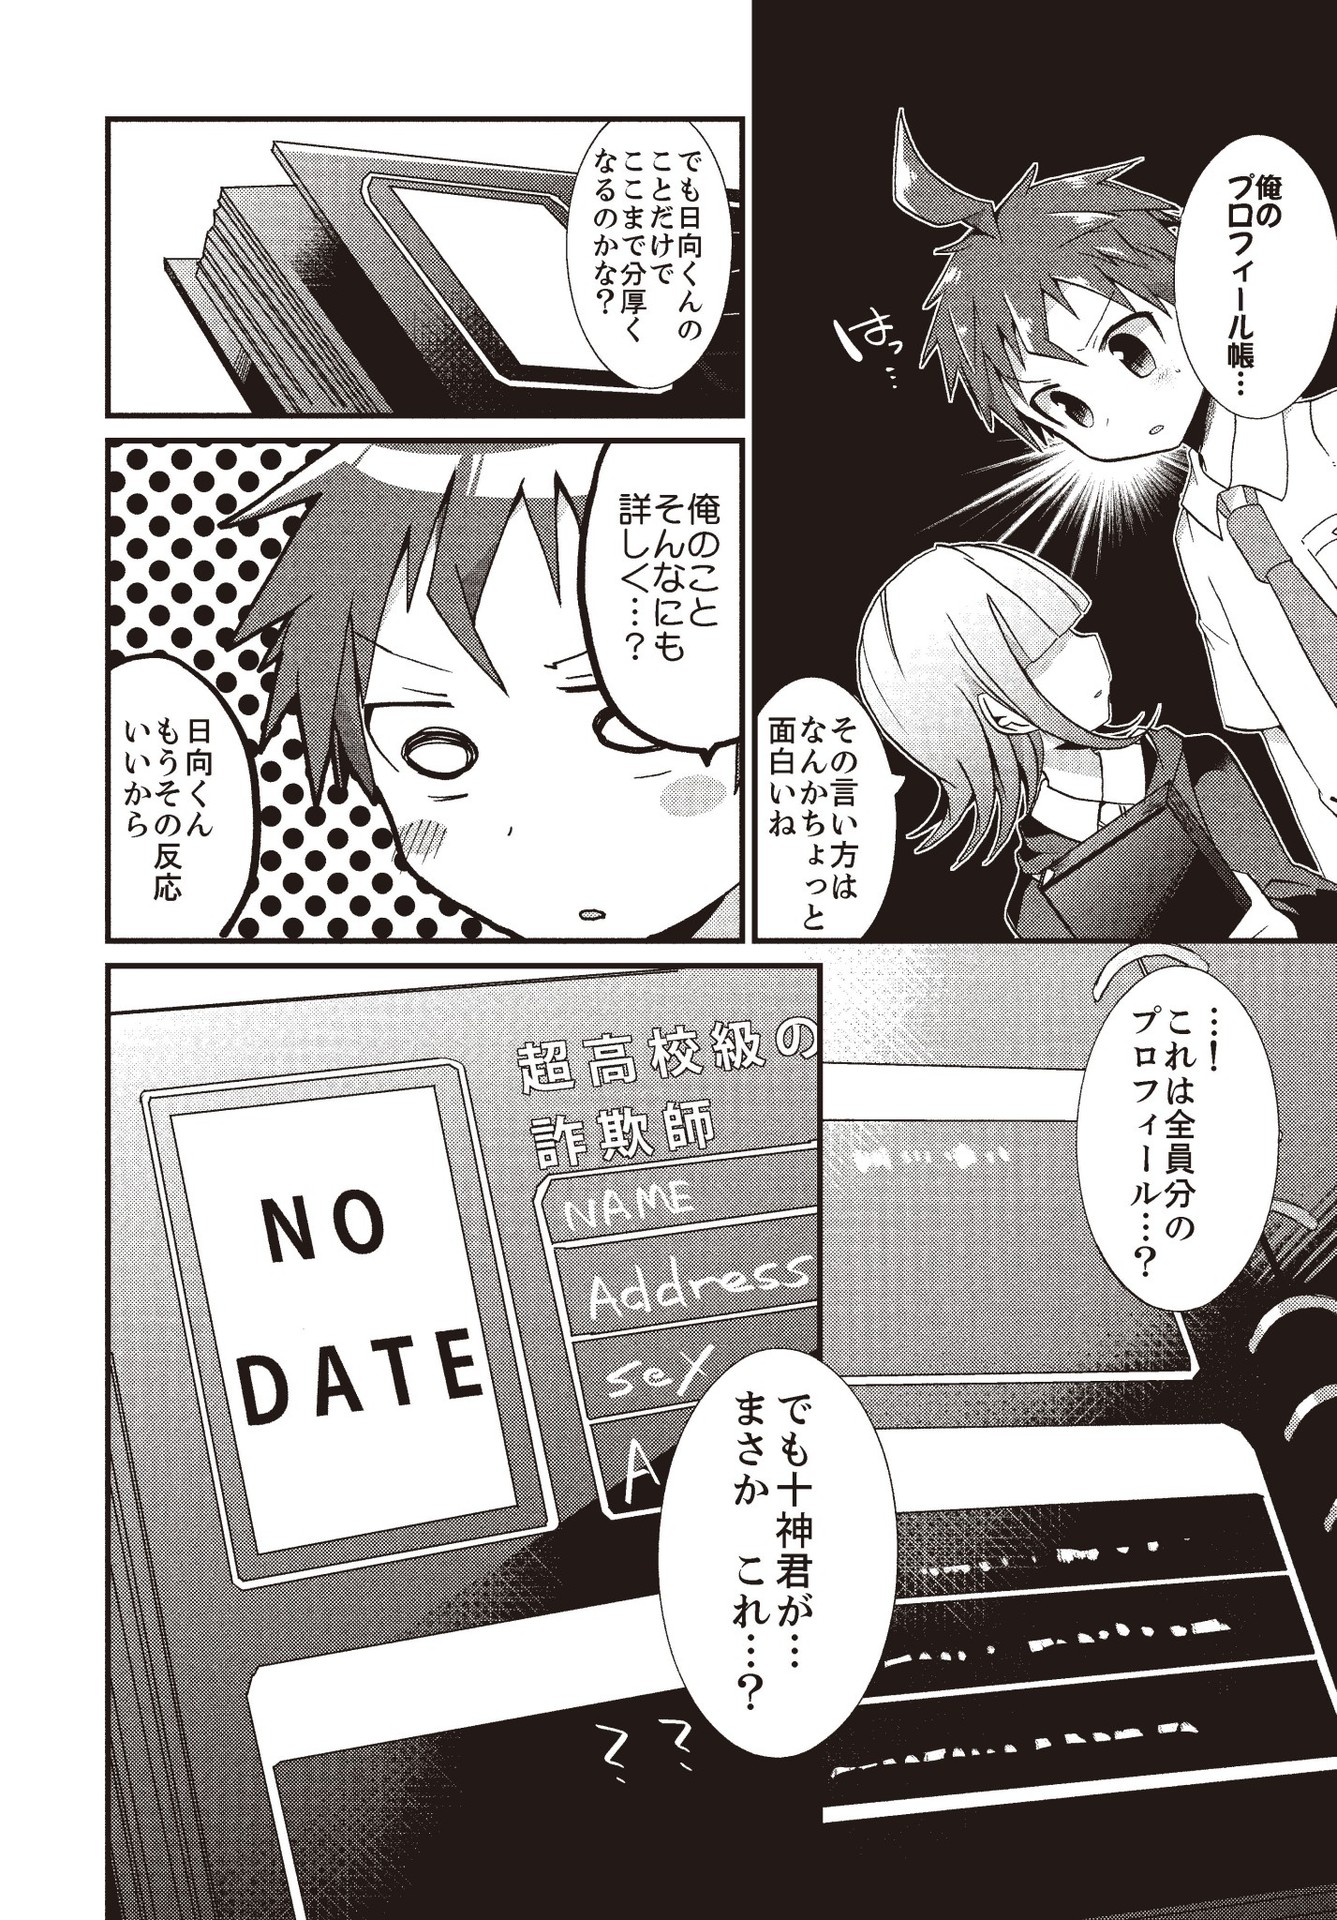 俺の
プロフィール帳…
はっ……
その言い方は
なんかちょっと
面白いね
でも日向くんの
ことだけで
ここまで分厚く
なるのかな？
俺のこと
そんなにも
詳しく…？
日向くん
もうその反応
いいから
…！
これは全員分の
プロフィール…？
超高校級の
詐欺師
NO
DATE
NAME
Address
sex
A
でも十神君が…
まさか　これ…？
？？